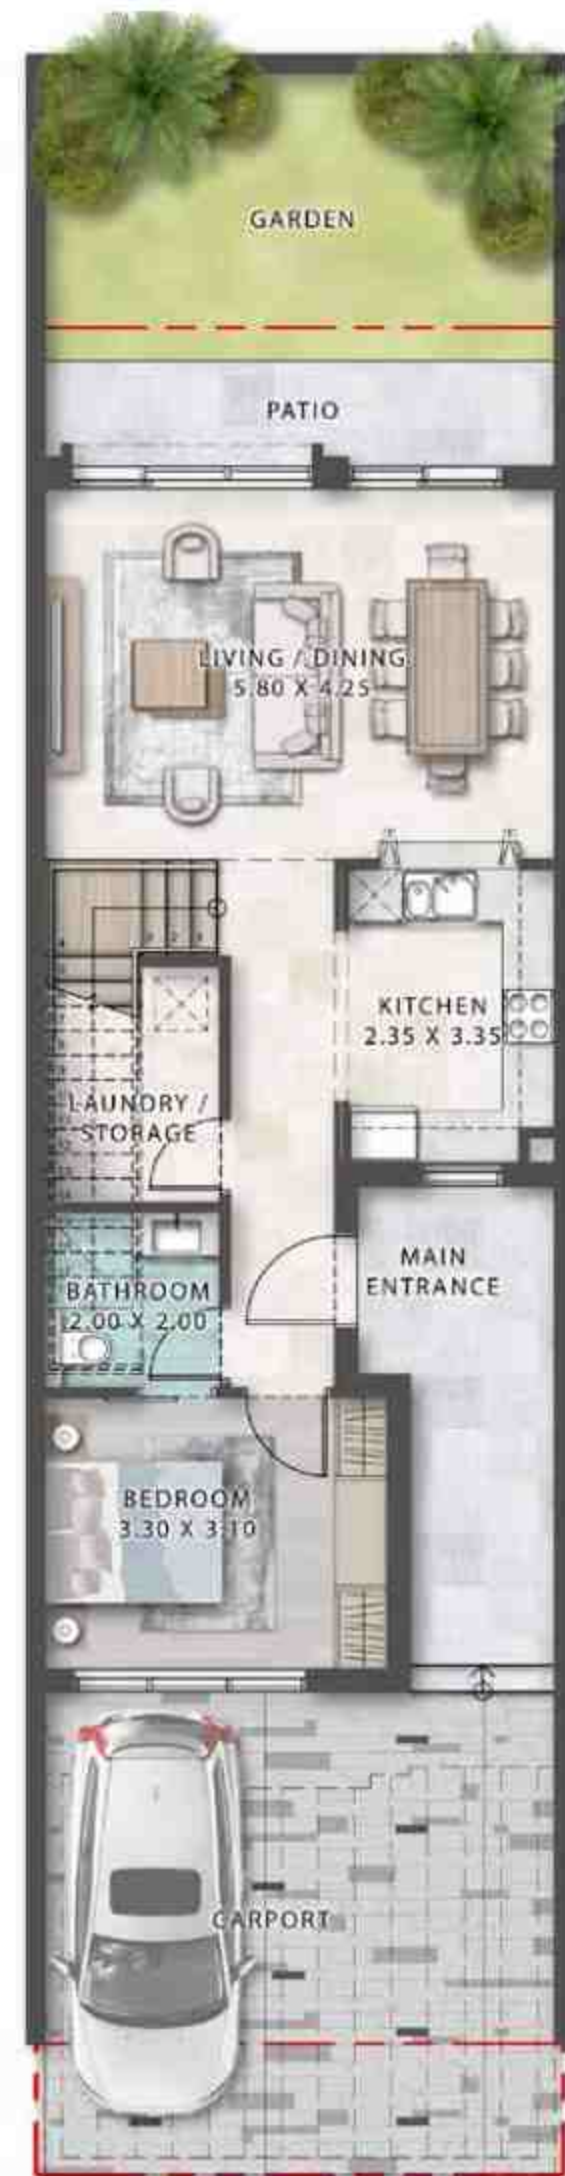 GARDEN
PATIO
LIVING / DINING
5.80 X 4.25
KITCHEN
2.35 X 3.35
LAUNDRY /
STORAGE
MAIN
ENTRANCE
BATHROOM
2.00 X 2.00
BEDROOM
3.30 X 3.10
CARPORT